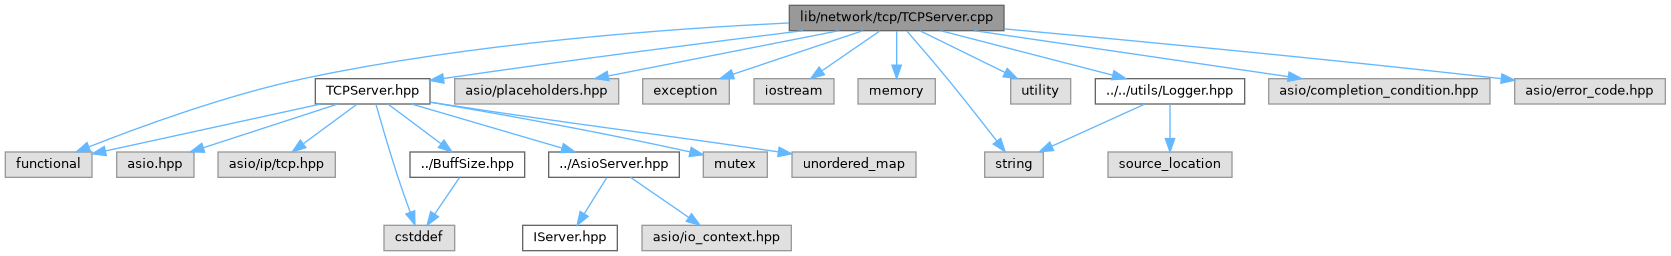 lib/network/tcp/TCPServer.cpp
TCPServer.hpp
asio/placeholders.hpp
exception
iostream
memory
utility
../../utils/Logger.hpp
asio/completion_condition.hpp
asio/error_code.hpp
functional
asio.hpp
asio/ip/tcp.hpp
../BuffSize.hpp
../AsioServer.hpp
mutex
unordered_map
string
source_location
cstddef
IServer.hpp
asio/io_context.hpp